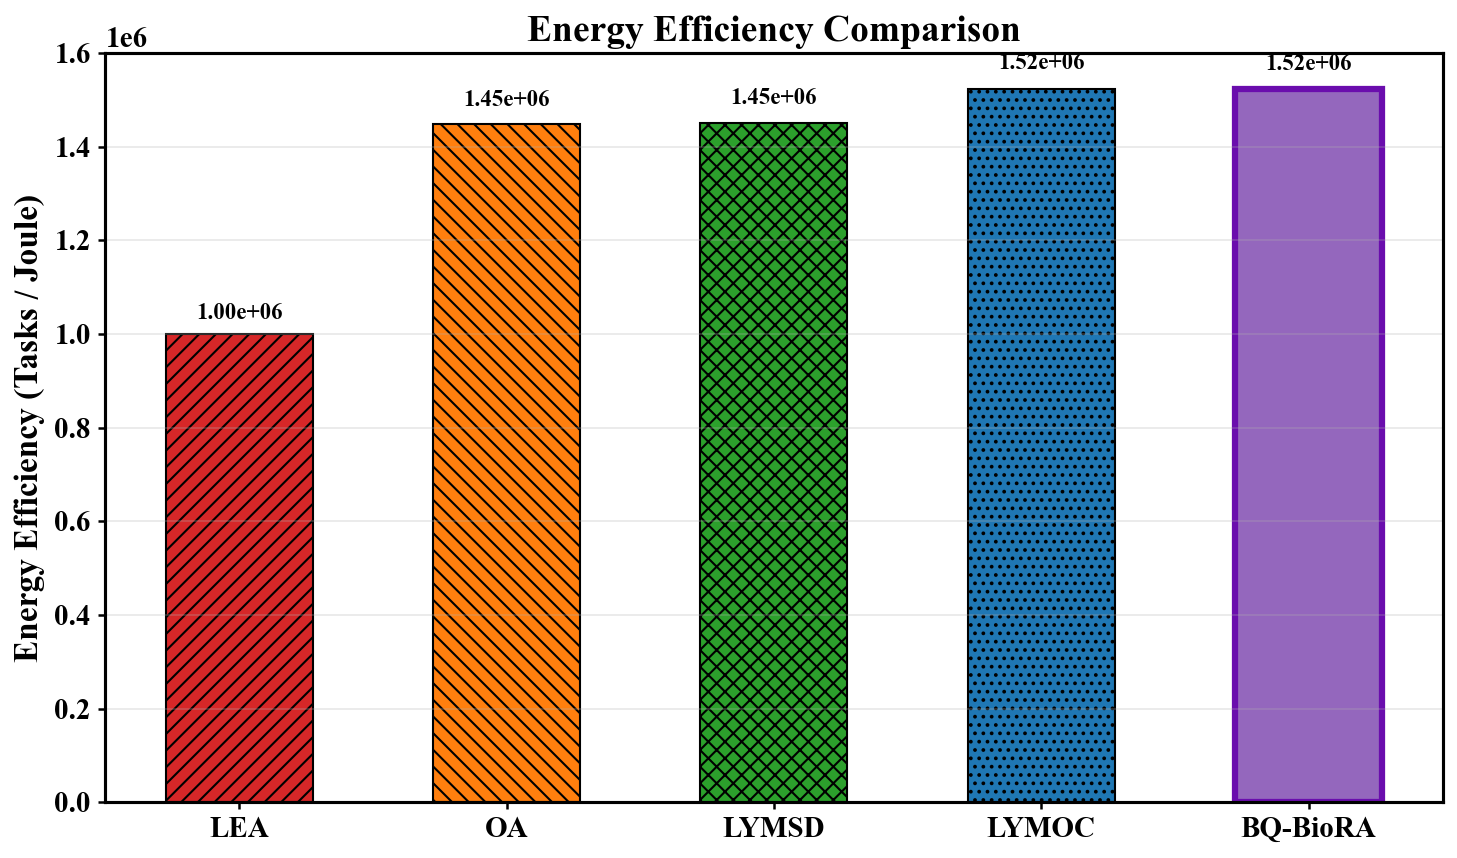 Energy Efficiency Comparison
1e6
Energy Efficiency (Tasks / Joule)
1.6
1.4
1.2
1.0
0.8
0.6
0.4
0.2
0.0
1.00e+06
1.45e+06
1.45e+06
1.52e+06
1.52e+06
LEA
OA
LYMSD
LYMOC
BQ-BioRA